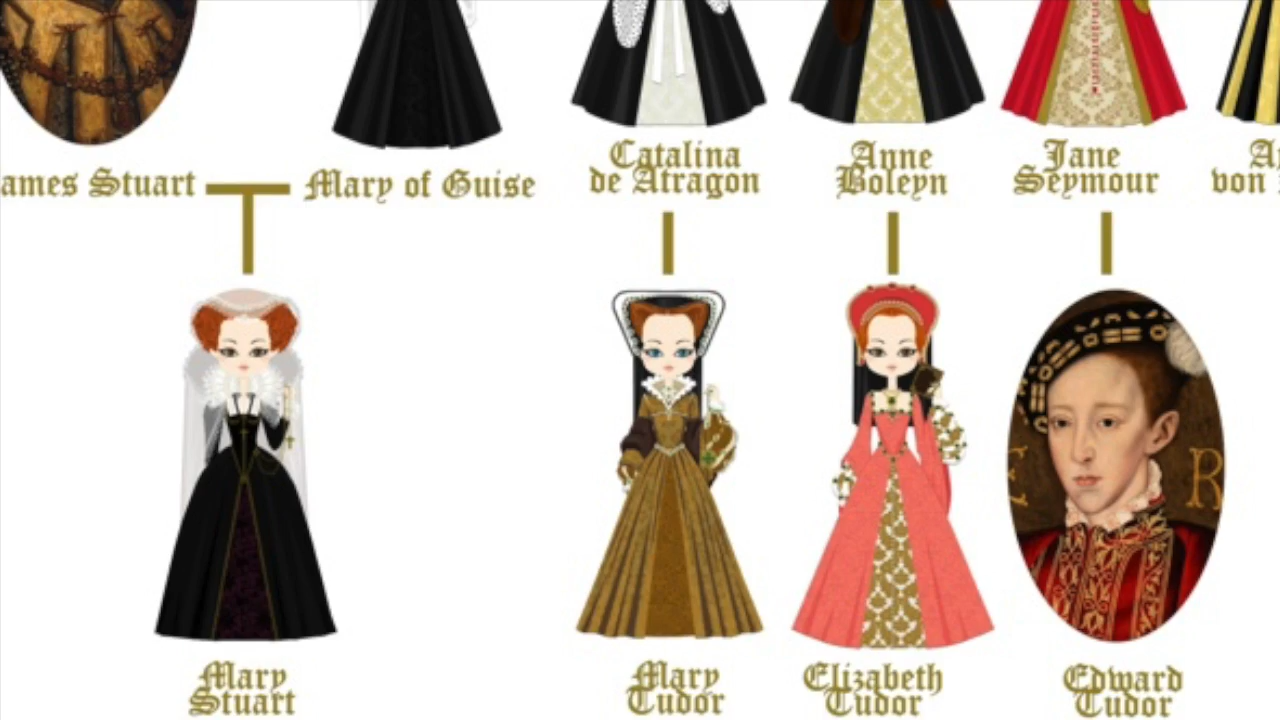 ames Stuart
Mary of Guise
Catalina
de Atragon
Anne
Boleyn
Jane
Seymour
von
Mary
Stuart
Mary
Tudor
Elizabeth
Tudor
R
Edward
Tudor